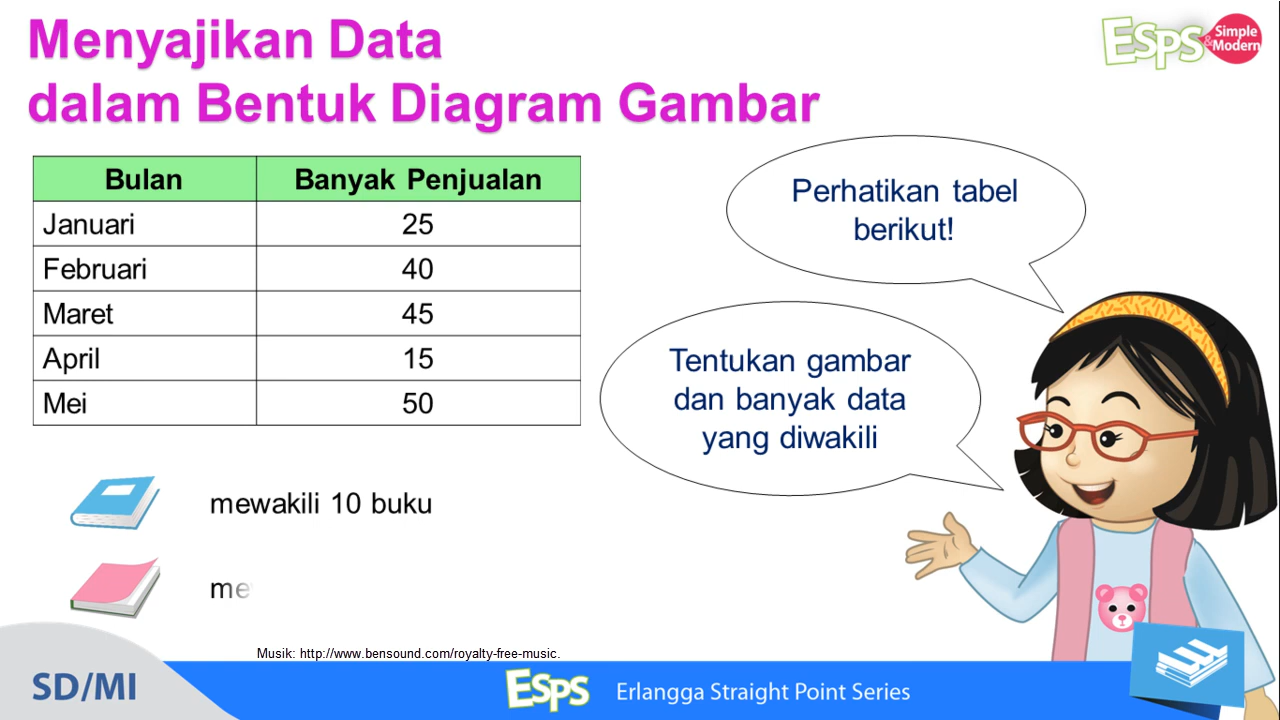 Menyajikan Data
dalam Bentuk Diagram Gambar
Esps
& Simple
Modern
Bulan Banyak Penjualan
Januari 25
Februari 40
Maret 45
April 15
Mei 50
Perhatikan tabel
berikut!
Tentukan gambar
dan banyak data
yang diwakili
mewakili 10 buku
me
Musik: http://www.bensound.com/royalty-free-music.
SD/MI
Esps
Erlangga Straight Point Series